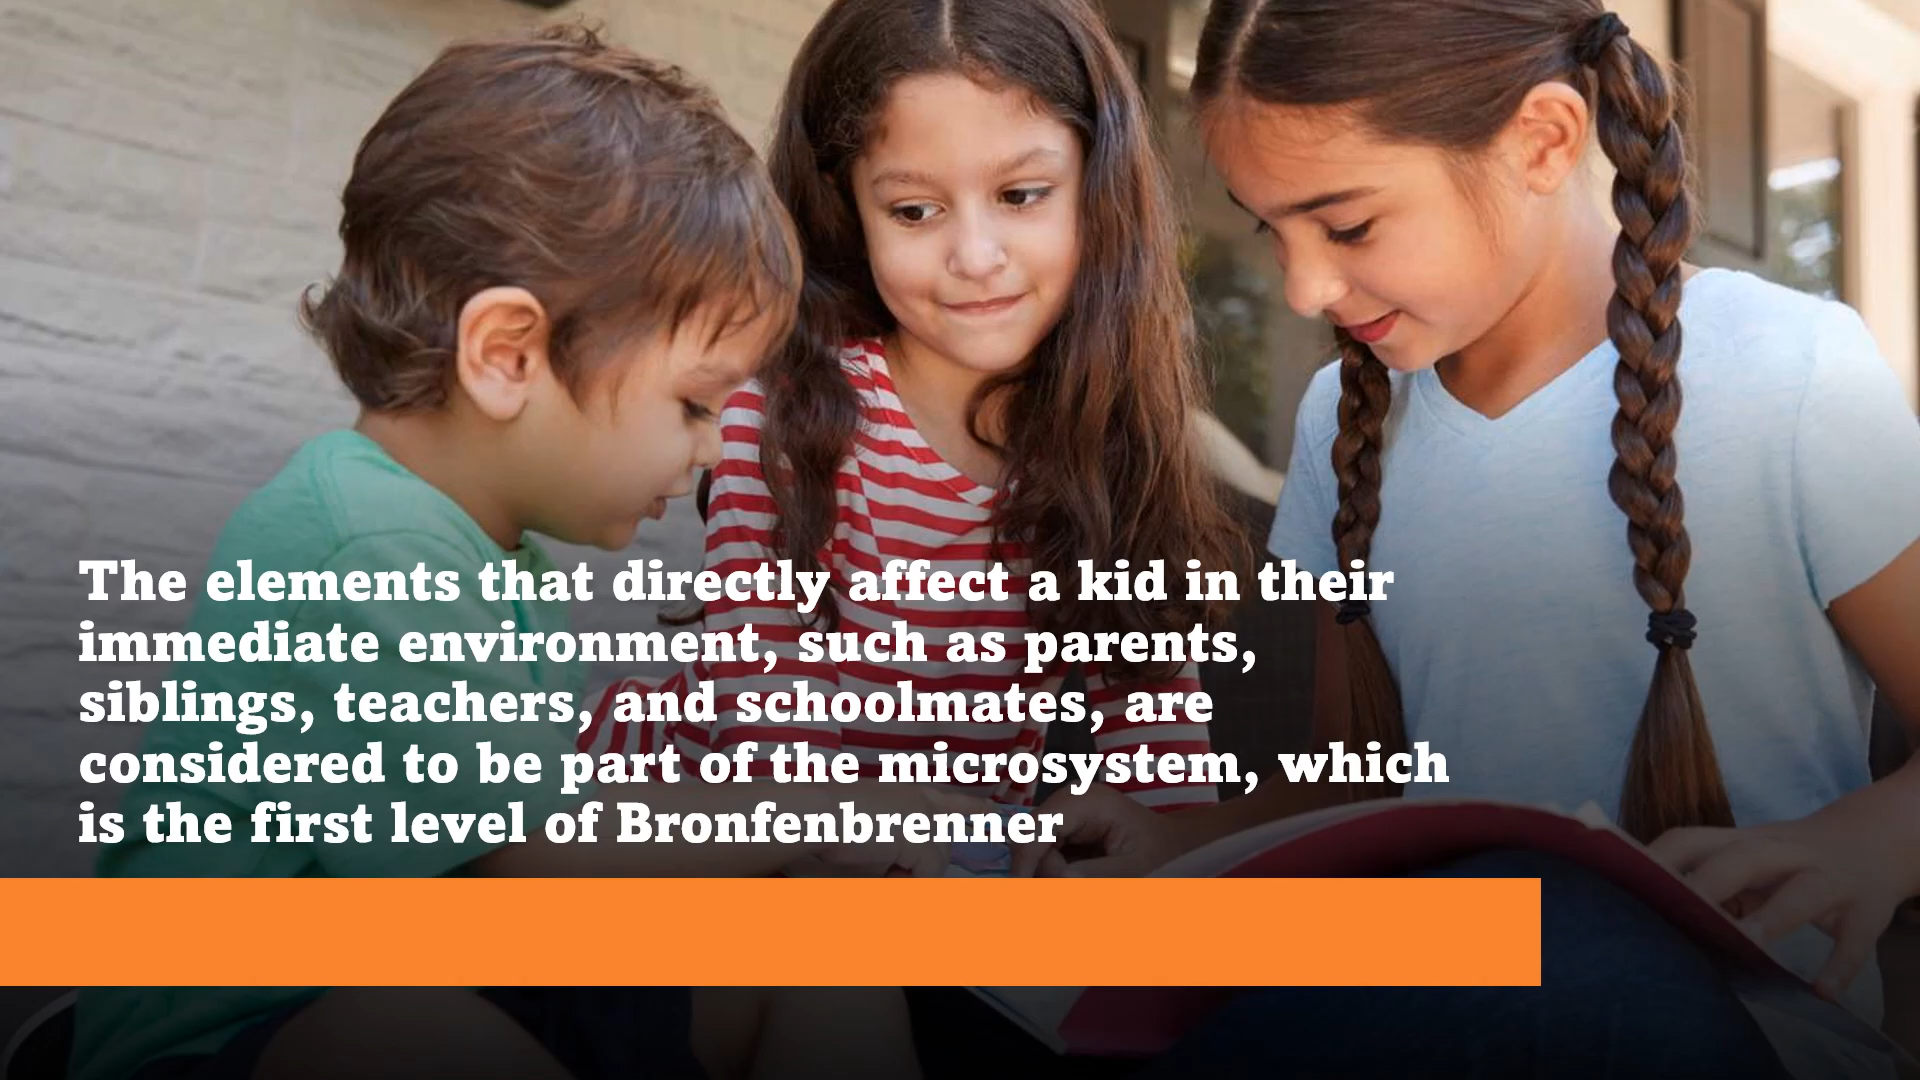 The elements that directly affect a kid in their
immediate environment, such as parents,
siblings, teachers, and schoolmates, are
considered to be part of the microsystem, which
is the first level of Bronfenbrenner